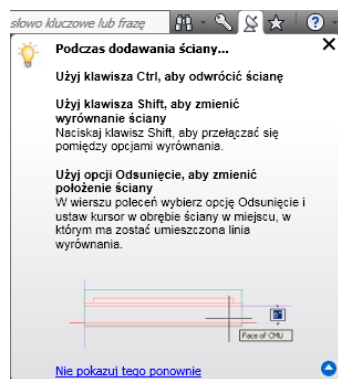 słowo kluczowe lub frazę
Podczas dodawania ściany...
Użyj klawisza Ctrl, aby odwrócić ścianę
Użyj klawisza Shift, aby zmienić
wyrównanie ściany
Naciskaj klawisz Shift, aby przełączać się
pomiędzy opcjami wyrównania.
Użyj opcji Odsunięcie, aby zmienić
położenie ściany
W wierszu poleceń wybierz opcję Odsunięcie i
ustaw kursor w obrębie ściany w miejscu, w
którym ma zostać umieszczona linia
wyrównania.
Face of CMU
Nie pokazuj tego ponownie